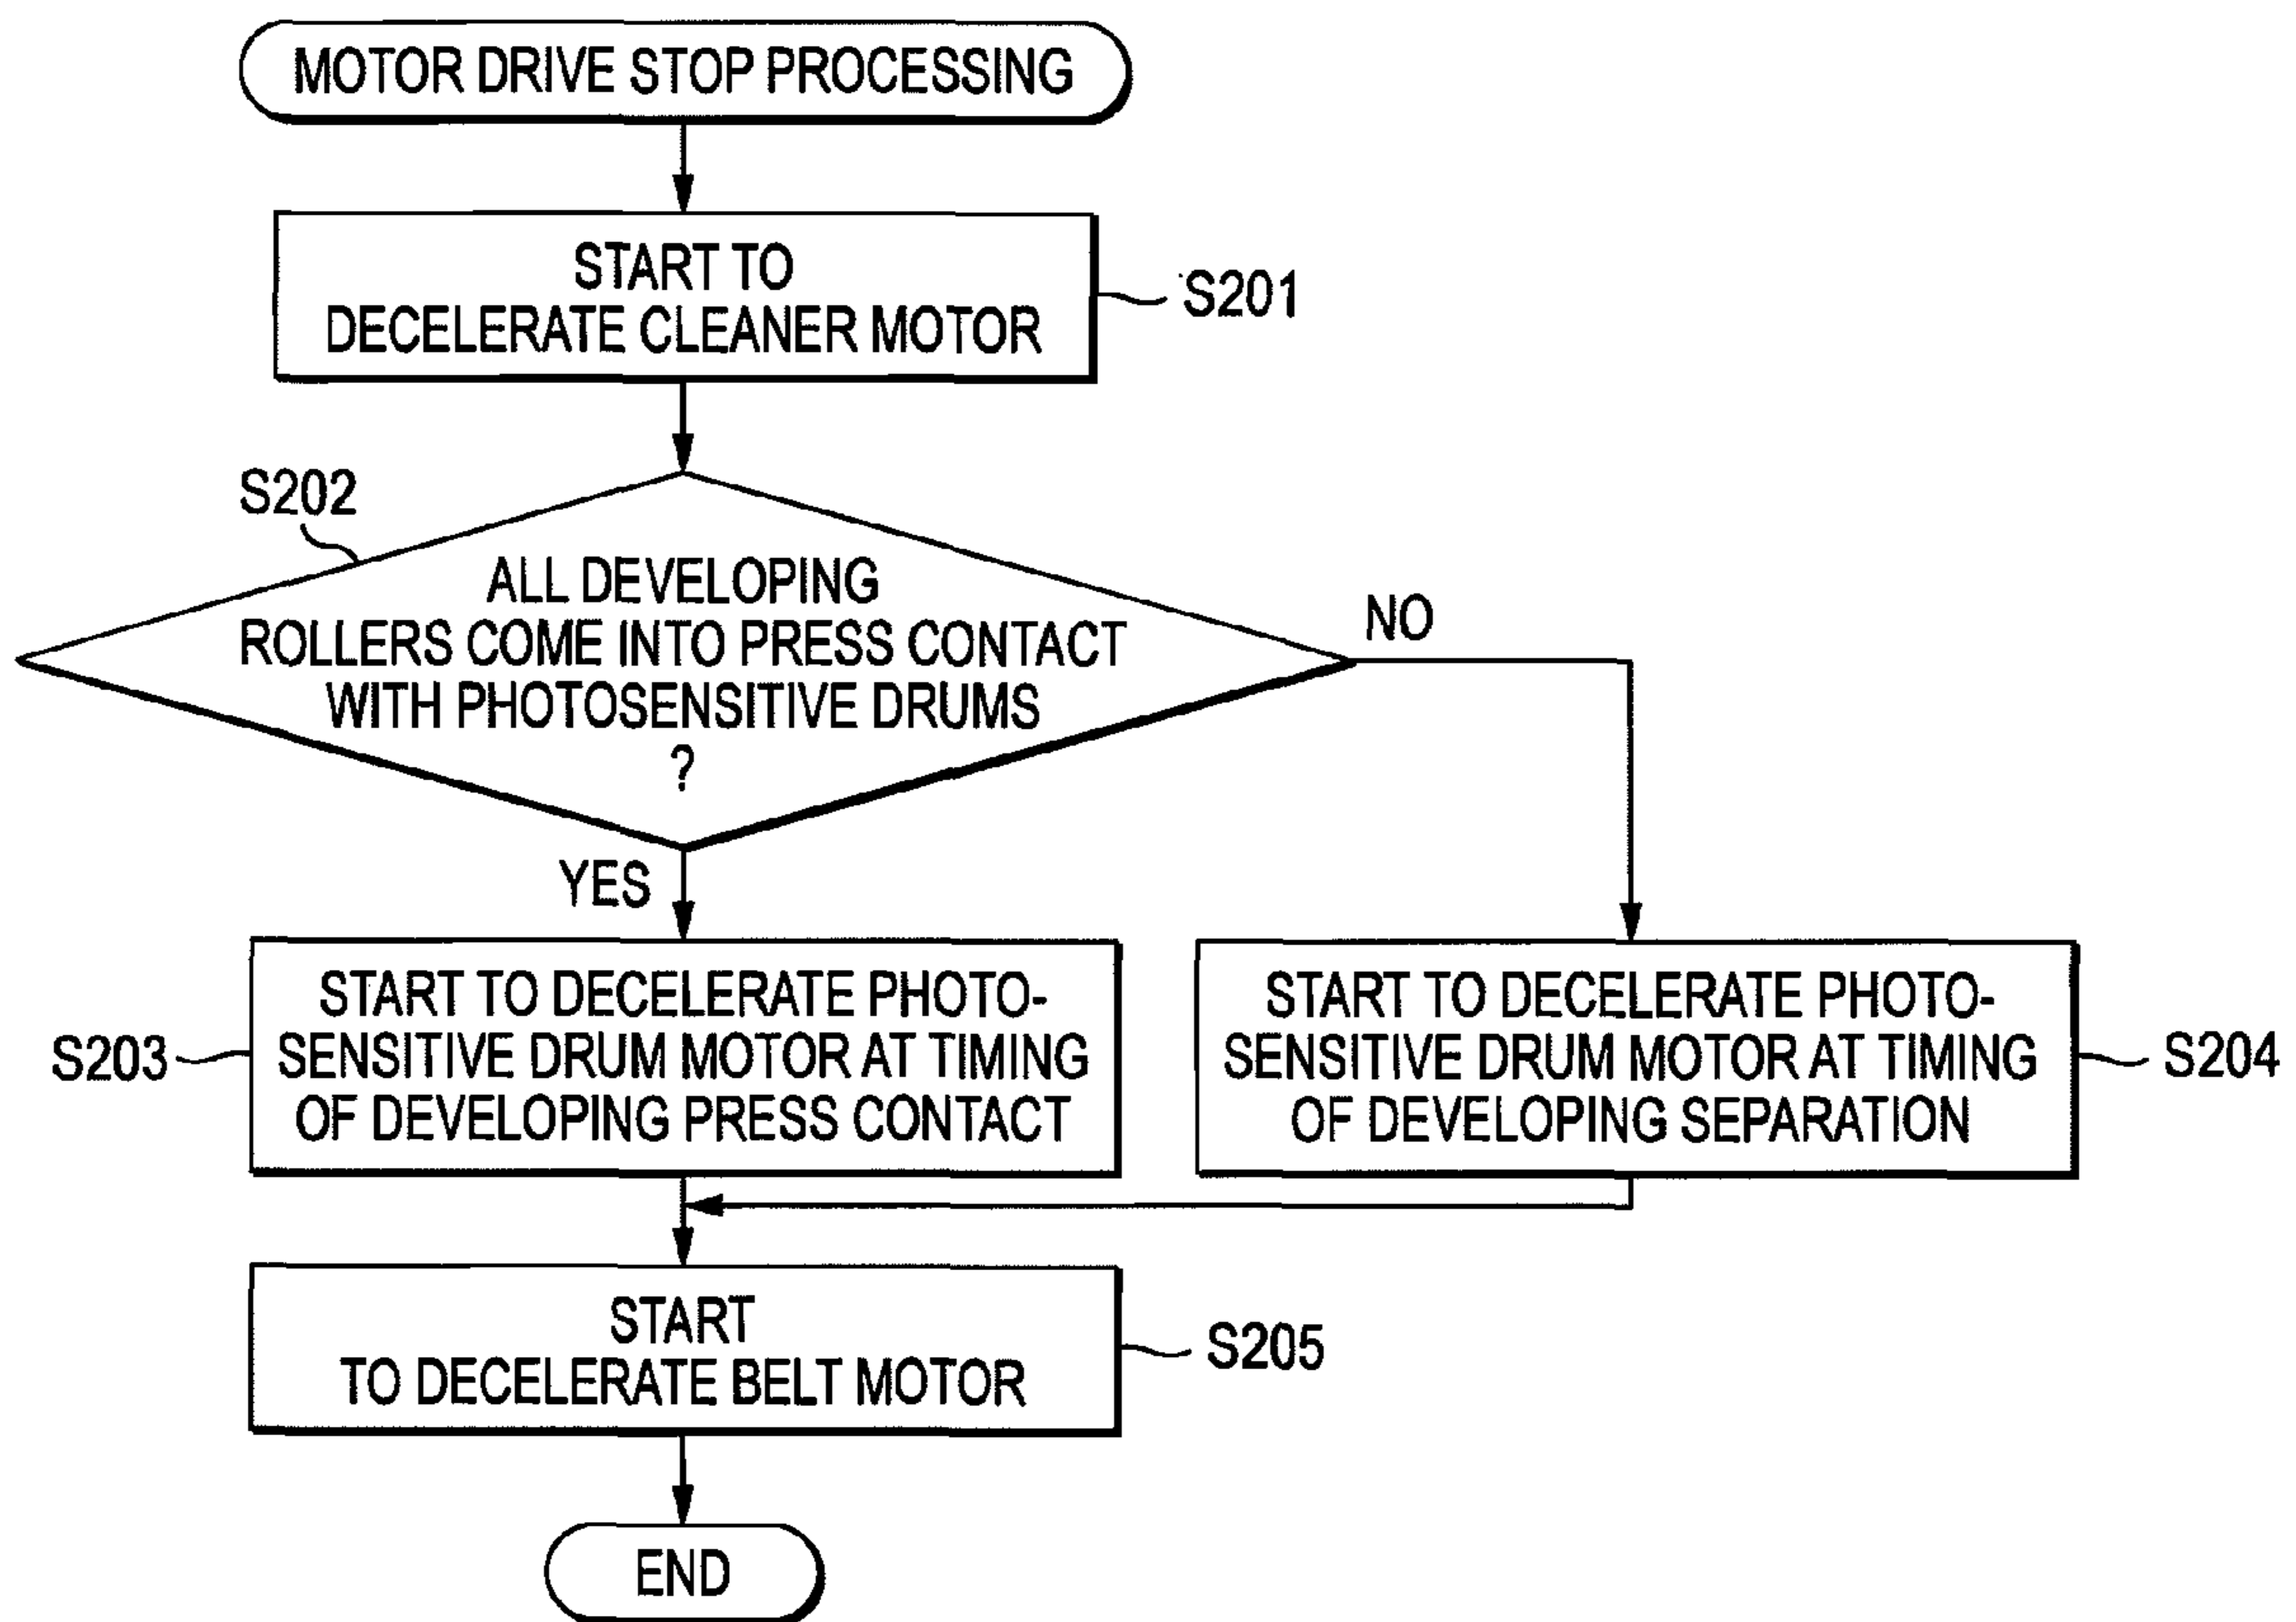 MOTOR DRIVE STOP PROCESSING
START TO
DECELERATE CLEANER MOTOR
S201
S202
ALL DEVELOPING
ROLLERS COME INTO PRESS CONTACT
WITH PHOTOSENSITIVE DRUMS
?
NO
YES
S203
START TO DECELERATE PHOTO-
SENSITIVE DRUM MOTOR AT TIMING
OF DEVELOPING PRESS CONTACT
START TO DECELERATE PHOTO-
SENSITIVE DRUM MOTOR AT TIMING
OF DEVELOPING SEPARATION
S204
START
TO DECELERATE BELT MOTOR
S205
END